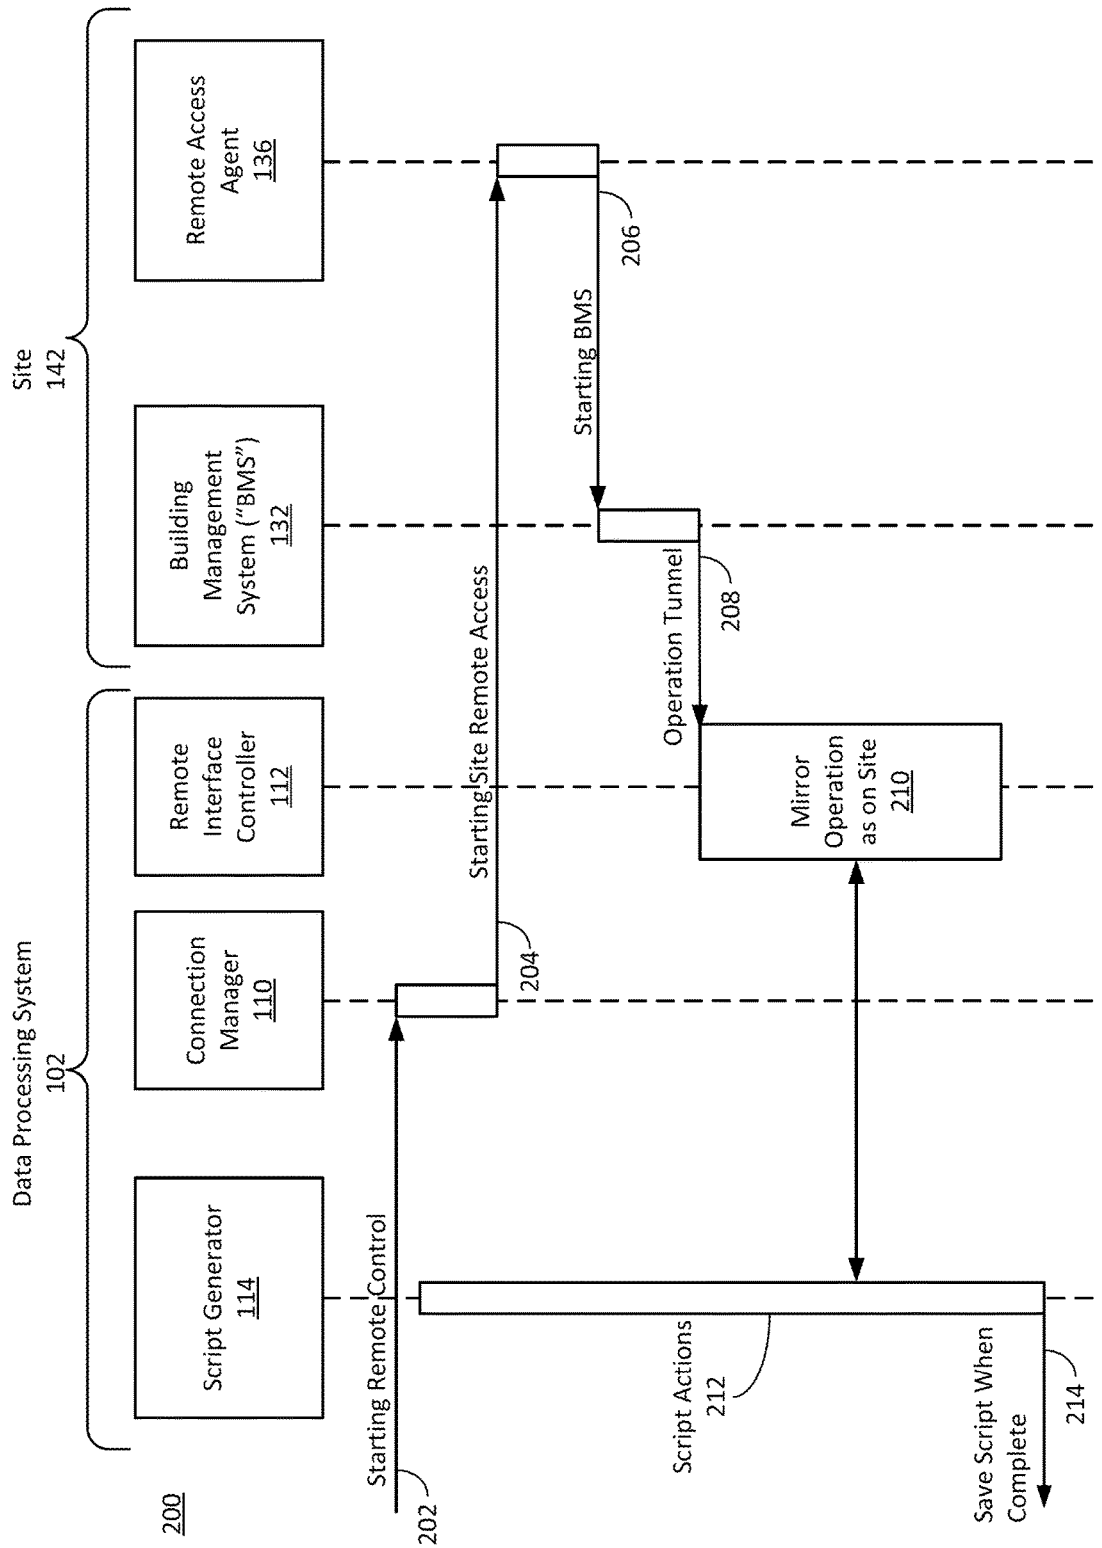 200
Data Processing System
102
Site
142
Script Generator
114
Connection
Manager
110
Remote
Interface
Controller
112
Building
Management
System (“BMS”)
132
Remote Access
Agent
136
Starting Remote Control
202
Starting Site Remote Access
204
Starting BMS
206
Operation Tunnel
208
Mirror
Operation
as on Site
210
Script Actions
212
Save Script When
Complete
214